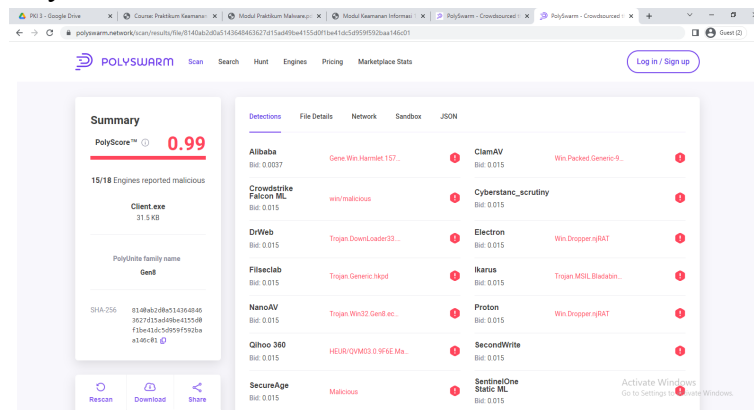 PKI 3 - Google Drive
Course: Praktikum Keamanan
Modul Praktikum Malware
Modul Keamanan Informasi
PolySwarm - Crowdsourced
PolySwarm - Crowdsourced
polyswarm.network/scan/results/file/8140ab2d0a5143648463627d15ad49be4155d0f1be41dc5d959f592baa146c01
Guest (2)
POLYSWARM
Scan
Search
Hunt
Engines
Pricing
Marketplace Stats
Log in / Sign up
Summary
PolyScore™ 0.99
15/18 Engines reported malicious
Client.exe
31.5 KB
PolyUnite family name
Gen8
SHA-256
8140ab2d0a514364846
3627d15ad49be4155d0
f1be41dc5d959f592ba
a146c01
Rescan
Download
Share
Detections
File Details
Network
Sandbox
JSON
Alibaba
Bid: 0.0037
Gene.Win.Harmlet.157...
ClamAV
Bid: 0.015
Win.Packed.Generic-9...
Crowdstrike
Falcon ML
Bid: 0.015
win/malicious
Cyberstanc_scrutiny
Bid: 0.015
DrWeb
Bid: 0.015
Trojan.DownLoader33...
Electron
Bid: 0.015
Win.Dropper.njRAT
Filseclab
Bid: 0.015
Trojan.Generic.hkpd
Ikarus
Bid: 0.015
Trojan.MSIL.Bladabin...
NanoAV
Bid: 0.015
Trojan.Win32.Gen8.ec...
Proton
Bid: 0.015
Win.Dropper.njRAT
Qihoo 360
Bid: 0.015
HEUR/QVM03.0.9F6E.Ma...
SecondWrite
Bid: 0.015
SecureAge
Bid: 0.015
Malicious
SentinelOne
Static ML
Bid: 0.015
Activate Windows
Go to Settings to activate Windows.